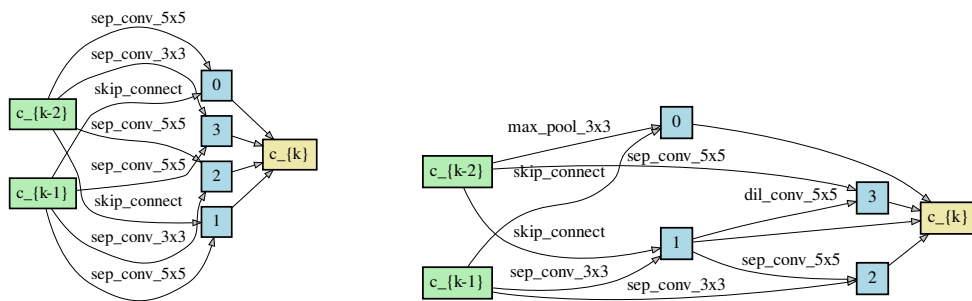 sep_conv_5x5
sep_conv_3x3
skip_connect
sep_conv_5x5
sep_conv_5x5
skip_connect
sep_conv_3x3
sep_conv_5x5
c_{k-2}
c_{k-1}
0
3
2
1
c_{k}
max_pool_3x3
sep_conv_5x5
skip_connect
dil_conv_5x5
skip_connect
sep_conv_3x3
sep_conv_5x5
sep_conv_3x3
c_{k-2}
c_{k-1}
0
3
1
2
c_{k}